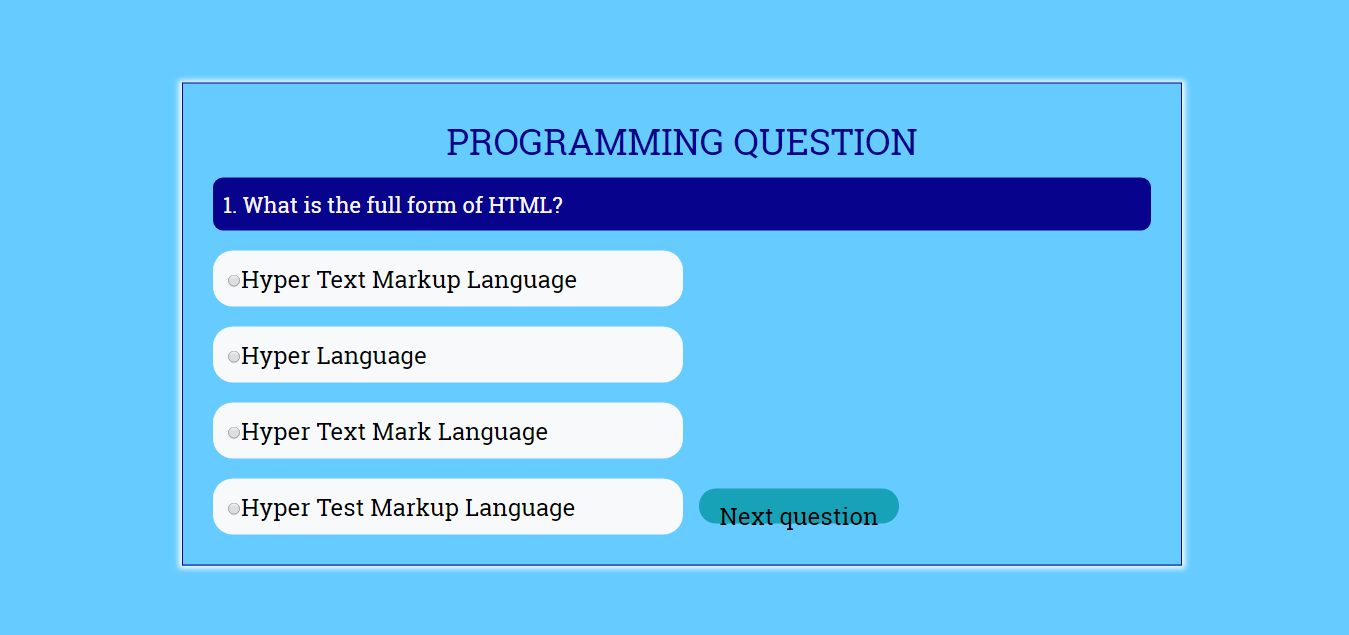 PROGRAMMING QUESTION
1. What is the full form of HTML?
Hyper Text Markup Language
Hyper Language
Hyper Text Mark Language
Hyper Test Markup Language
Next question